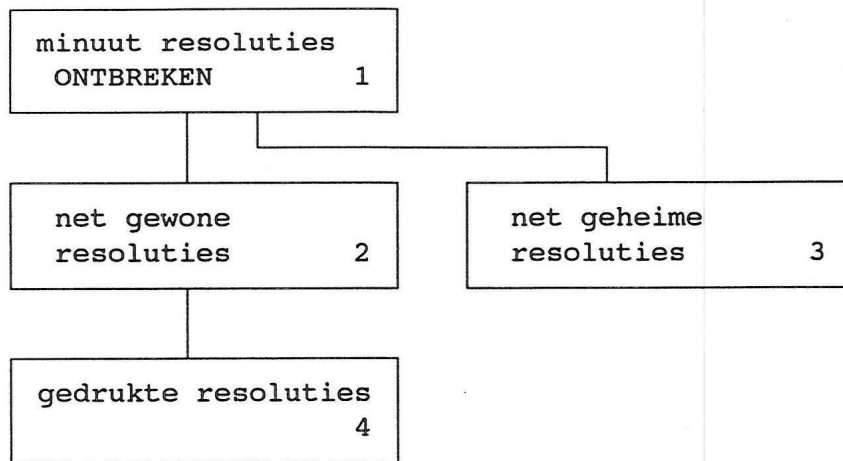 minuut resoluties
ONTBREKEN 1
net gewone
resoluties 2
net geheime
resoluties 3
gedrukte resoluties
4